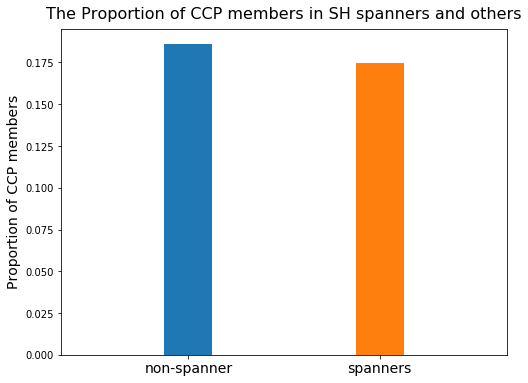 The Proportion of CCP members in SH spanners and others
Proportion of CCP members
0.175
0.150
0.125
0.100
0.075
0.050
0.025
0.000
non-spanner
spanners